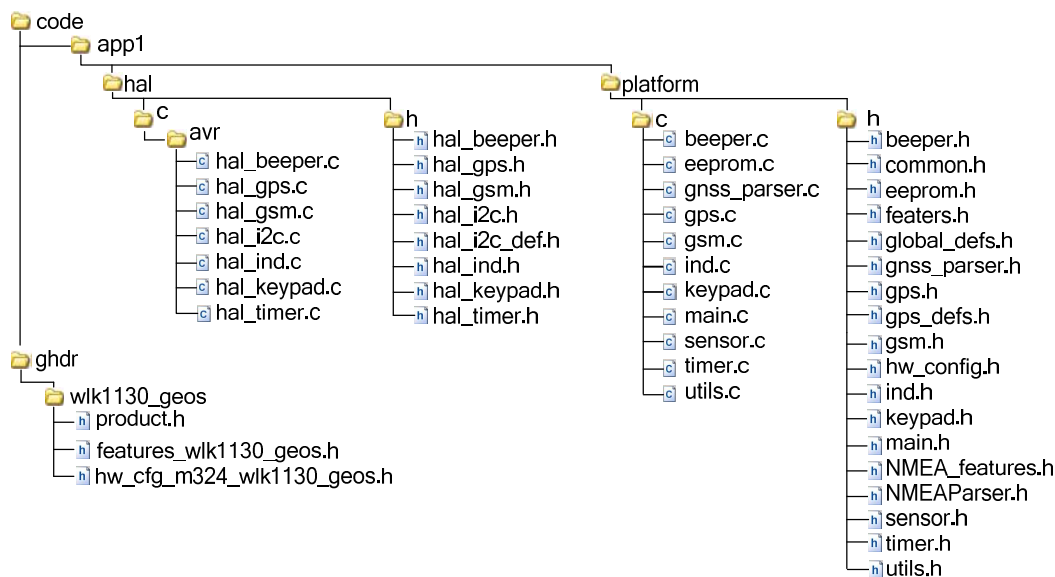 code
app1
hal
c
avr
hal_beeper.c
hal_gps.c
hal_gsm.c
hal_i2c.c
hal_ind.c
hal_keypad.c
hal_timer.c
h
hal_beeper.h
hal_gps.h
hal_gsm.h
hal_i2c.h
hal_i2c_def.h
hal_ind.h
hal_keypad.h
hal_timer.h
platform
c
beeper.c
eeprom.c
gnss_parser.c
gps.c
gsm.c
ind.c
keypad.c
main.c
sensor.c
timer.c
utils.c
h
beeper.h
common.h
eeprom.h
featers.h
global_defs.h
gnss_parser.h
gps.h
gps_defs.h
gsm.h
hw_config.h
ind.h
keypad.h
main.h
NMEA_features.h
NMEAParser.h
sensor.h
timer.h
utils.h
ghdr
wlk1130_geos
product.h
features_wlk1130_geos.h
hw_cfg_m324_wlk1130_geos.h